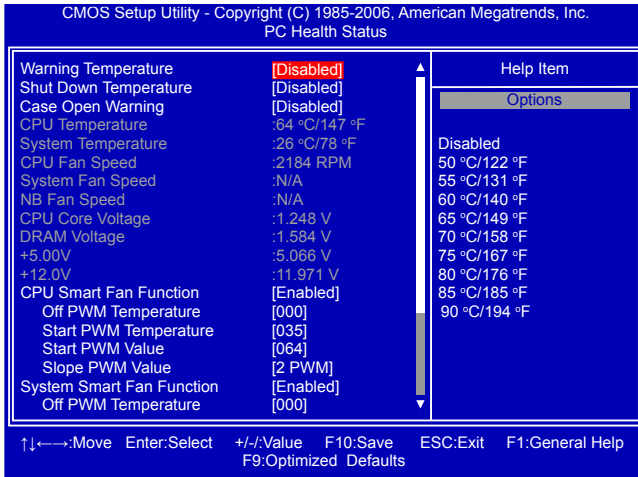 CMOS Setup Utility - Copyright (C) 1985-2006, American Megatrends, Inc.
PC Health Status
Warning Temperature [Disabled]
Shut Down Temperature [Disabled]
Case Open Warning [Disabled]
CPU Temperature :64 °C/147 °F
System Temperature :26 °C/78 °F
CPU Fan Speed :2184 RPM
System Fan Speed :N/A
NB Fan Speed :N/A
CPU Core Voltage :1.248 V
DRAM Voltage :1.584 V
+5.00V :5.066 V
+12.0V :11.971 V
CPU Smart Fan Function [Enabled]
Off PWM Temperature [000]
Start PWM Temperature [035]
Start PWM Value [064]
Slope PWM Value [2 PWM]
System Smart Fan Function [Enabled]
Off PWM Temperature [000]
Help Item
Options
Disabled
50 °C/122 °F
55 °C/131 °F
60 °C/140 °F
65 °C/149 °F
70 °C/158 °F
75 °C/167 °F
80 °C/176 °F
85 °C/185 °F
90 °C/194 °F
↑↓←→:Move Enter:Select +/-/:Value F10:Save ESC:Exit F1:General Help
F9:Optimized Defaults